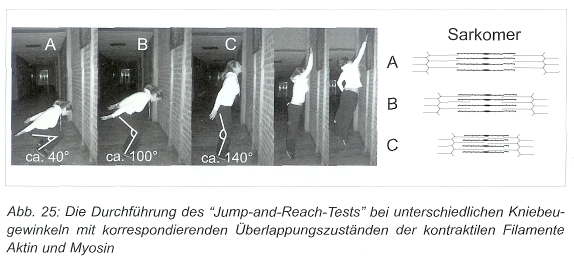 A B C Sarkomer
A
B
C
ca. 40° ca. 100° ca. 140°
Abb. 25: Die Durchführung des "Jump-and-Reach-Tests" bei unterschiedlichen Kniebeu-
gewinkeln mit korrespondierenden Überlappungszuständen der kontraktilen Filamente
Aktin und Myosin